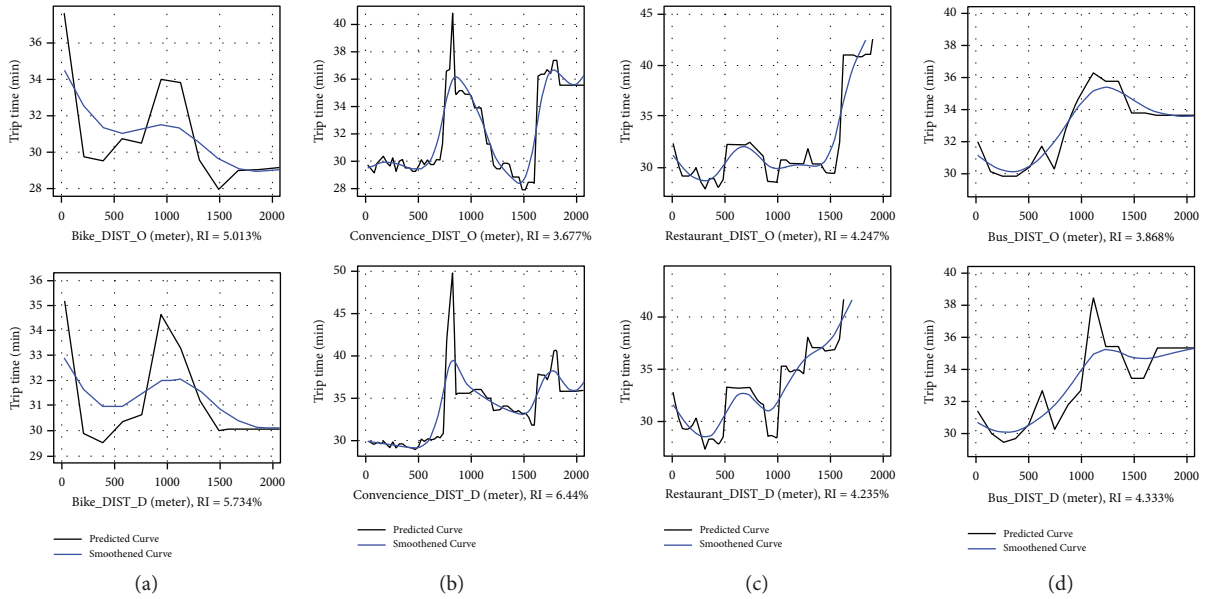 36
34
32
30
28
Trip time (min)
0 500 1000 1500 2000
Bike_DIST_O (meter), RI = 5.013%
40
38
36
34
32
30
28
Trip time (min)
0 500 1000 1500 2000
Convencience_DIST_O (meter), RI = 3.677%
45
40
35
30
Trip time (min)
0 500 1000 1500 2000
Restaurant_DIST_O (meter), RI = 4.247%
40
38
36
34
32
30
Trip time (min)
0 500 1000 1500 2000
Bus_DIST_O (meter), RI = 3.868%
36
35
34
33
32
31
30
29
Trip time (min)
0 500 1000 1500 2000
Bike_DIST_D (meter), RI = 5.734%
50
45
40
35
30
Trip time (min)
0 500 1000 1500 2000
Convencience_DIST_D (meter), RI = 6.44%
40
35
30
Trip time (min)
0 500 1000 1500 2000
Restaurant_DIST_D (meter), RI = 4.235%
40
38
36
34
32
30
Trip time (min)
0 500 1000 1500 2000
Bus_DIST_D (meter), RI = 4.333%
Predicted Curve
Smoothened Curve
(a)
Predicted Curve
Smoothened Curve
(b)
Predicted Curve
Smoothened Curve
(c)
Predicted Curve
Smoothened Curve
(d)